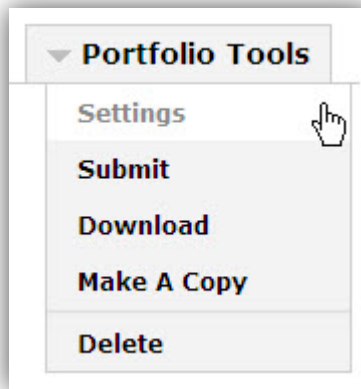 Portfolio Tools
Settings
Submit
Download
Make A Copy
Delete